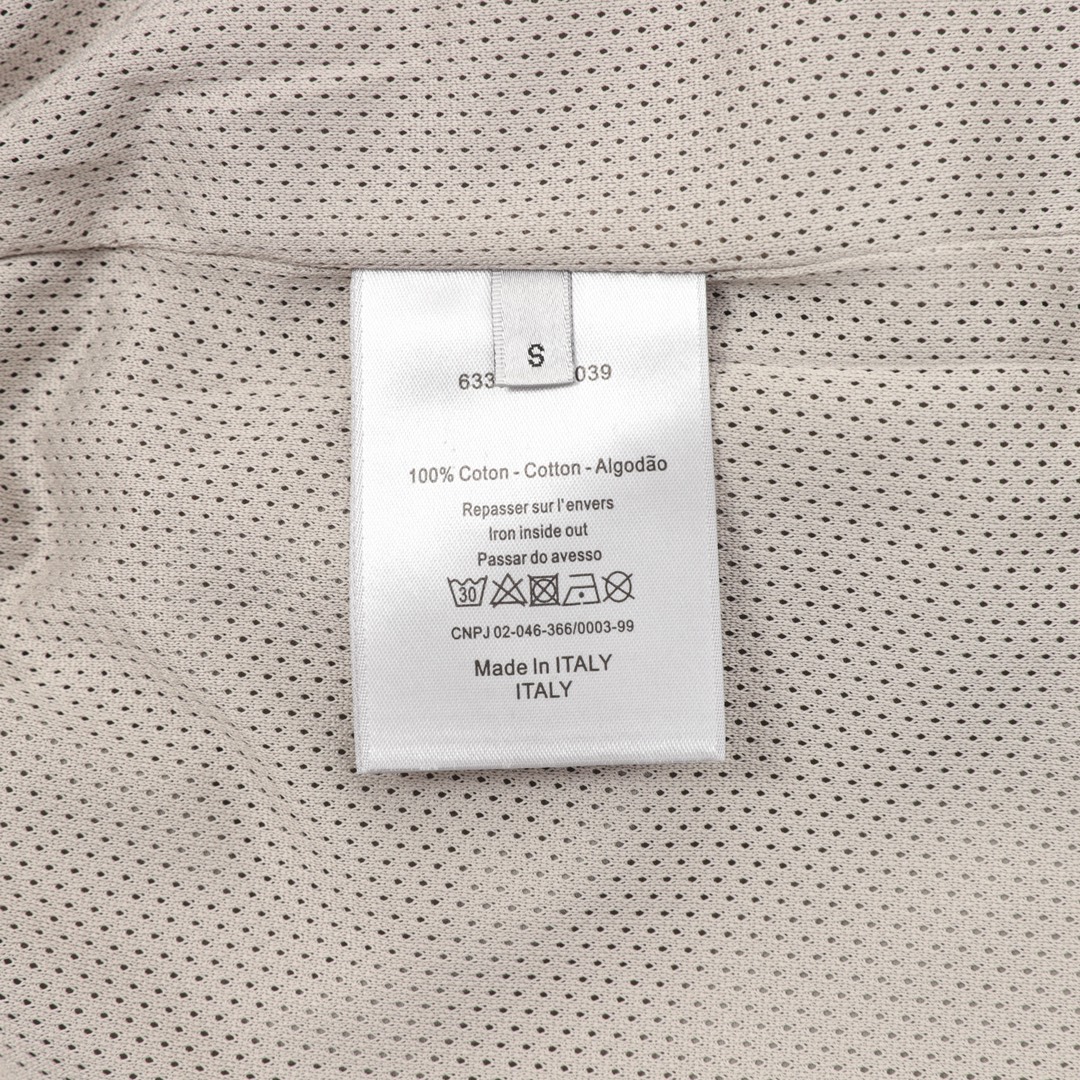 S
633 039
100% Coton - Cotton - Algodão
Repasser sur l'envers
Iron inside out
Passar do avesso
30
CNPJ 02-046-366/0003-99
Made In ITALY
ITALY